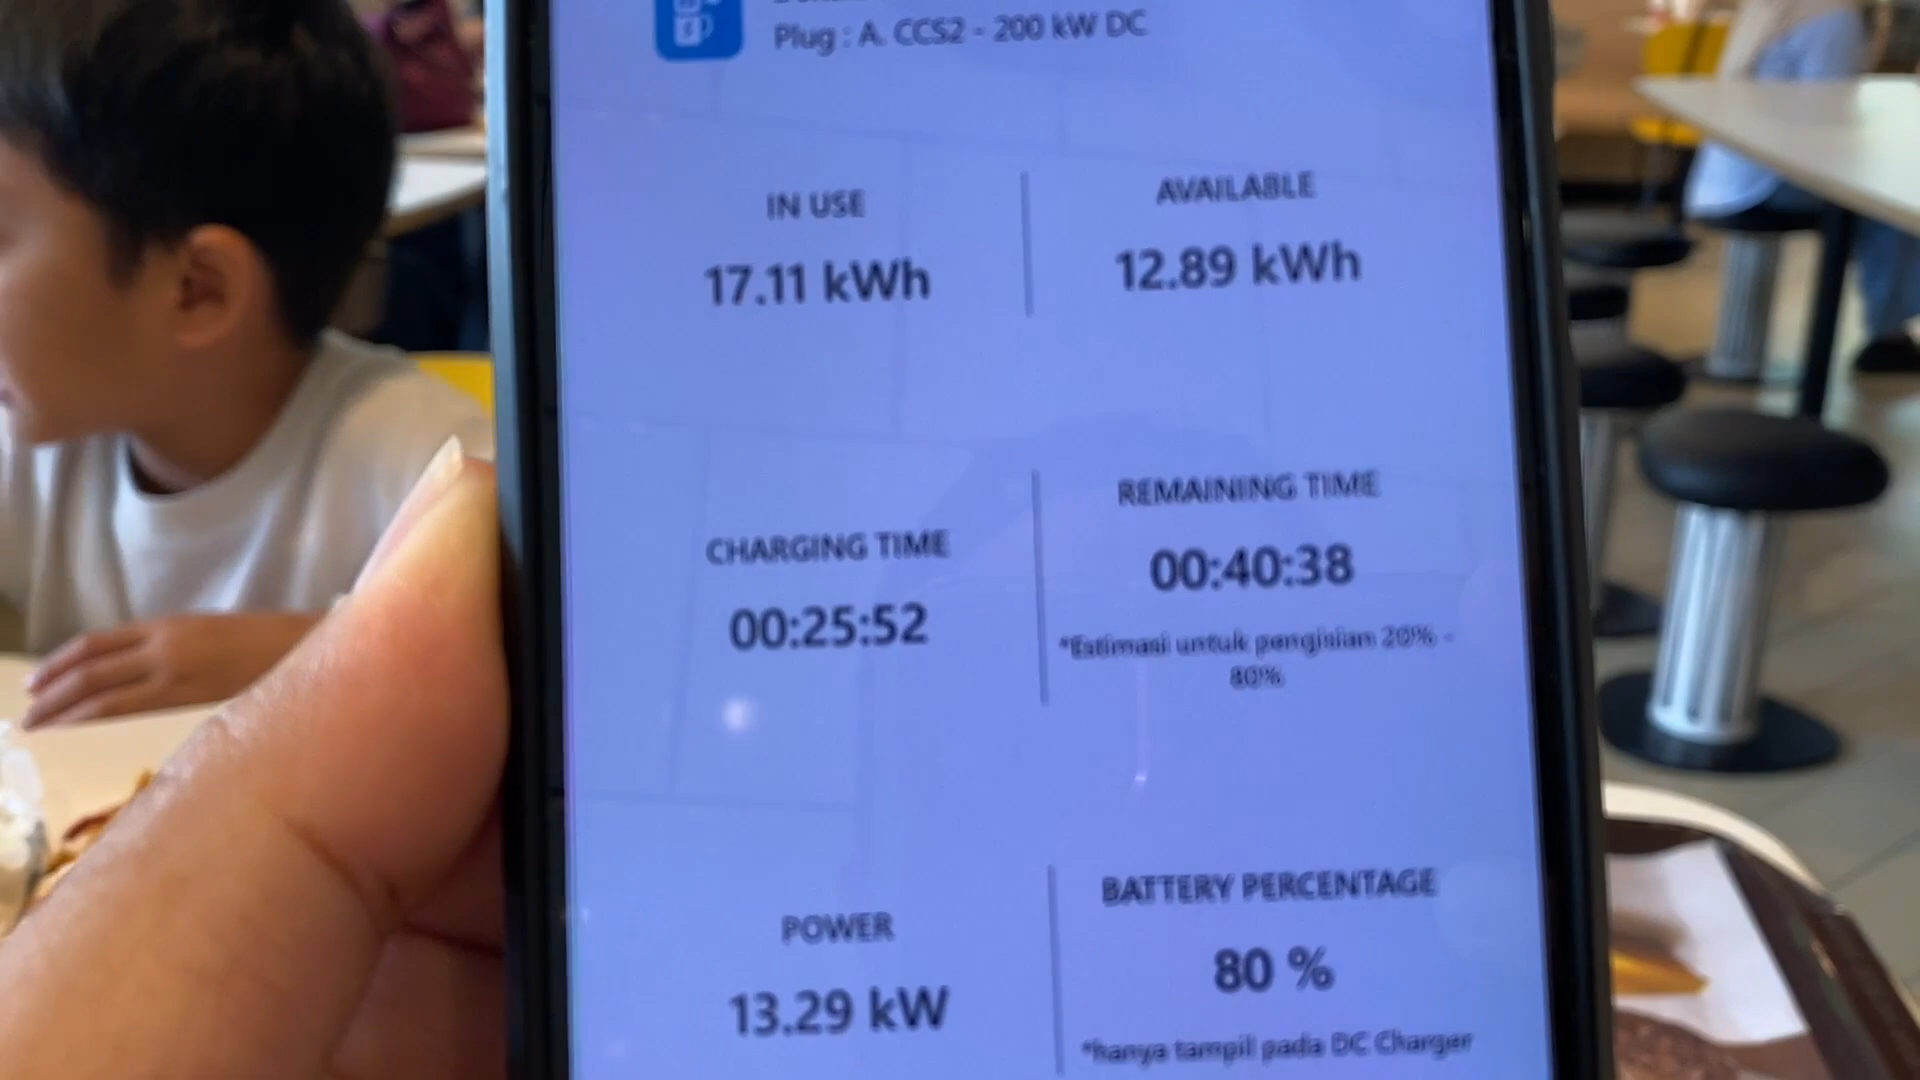 Plug : A. CCS2 - 200 kW DC
IN USE
17.11 kWh
AVAILABLE
12.89 kWh
CHARGING TIME
00:25:52
REMAINING TIME
00:40:38
*Estimasi untuk pengisian 20% -
80%
POWER
13.29 kW
BATTERY PERCENTAGE
80 %
*hanya tampil pada DC Charger